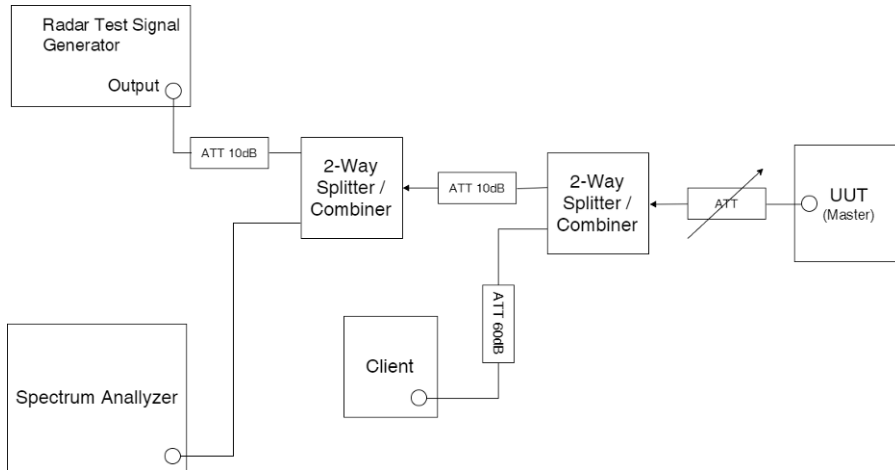 Radar Test Signal
Generator
Output
ATT 10dB
2-Way
Splitter /
Combiner
ATT 10dB
2-Way
Splitter /
Combiner
ATT
UUT
(Master)
ATT 60dB
Client
Spectrum Anallyzer